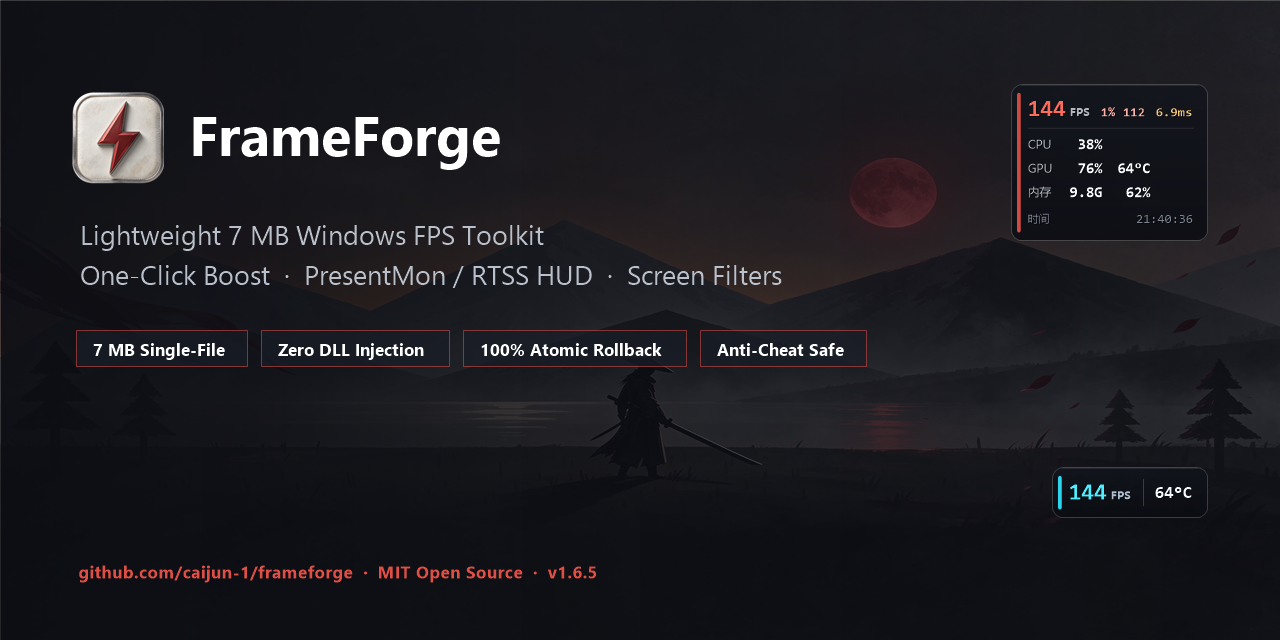 FrameForge
Lightweight 7 MB Windows FPS Toolkit
One-Click Boost · PresentMon / RTSS HUD · Screen Filters
7 MB Single-File
Zero DLL Injection
100% Atomic Rollback
Anti-Cheat Safe
144 FPS 1% 112 6.9ms
CPU 38%
GPU 76% 64°C
内存 9.8G 62%
时间 21:40:36
144 FPS 64°C
github.com/caijun-1/frameforge · MIT Open Source · v1.6.5